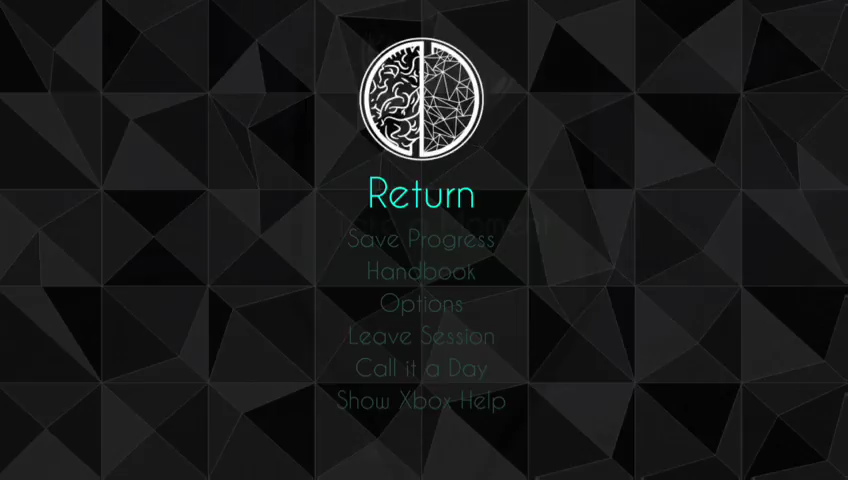 Return
Save Progress
Handbook
Options
Leave Session
Call it a Day
Show Xbox Help